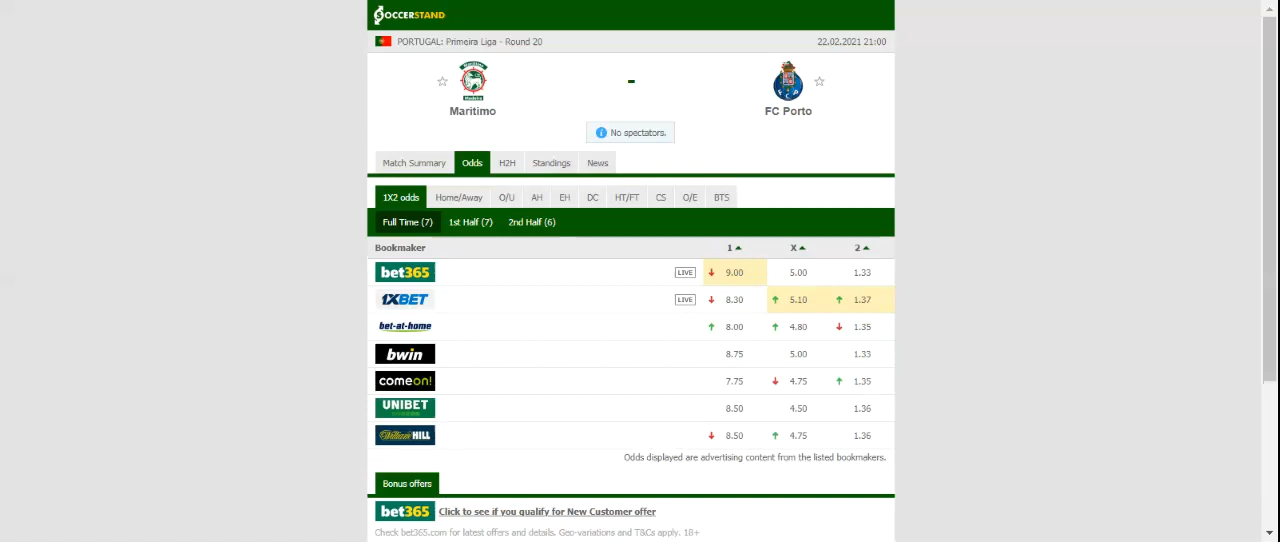 SOCCERSTAND
PORTUGAL: Primeira Liga - Round 20 22.02.2021 21:00
-
Maritimo FC Porto
No spectators.
Match Summary Odds H2H Standings News
1X2 odds Home/Away O/U AH EH DC HT/FT CS O/E BTS
Full Time (7) 1st Half (7) 2nd Half (6)
Bookmaker 1 X 2
bet365 LIVE 9.00 5.00 1.33
1XBET LIVE 8.30 5.10 1.37
bet-at-home 8.00 4.80 1.35
bwin 8.75 5.00 1.33
comeon! 7.75 4.75 1.35
UNIBET 8.50 4.50 1.36
William HILL 8.50 4.75 1.36
Odds displayed are advertising content from the listed bookmakers.
Bonus offers
bet365 Click to see if you qualify for New Customer offer
Check bet365.com for latest offers and details. Geo-variations and T&Cs apply. 18+